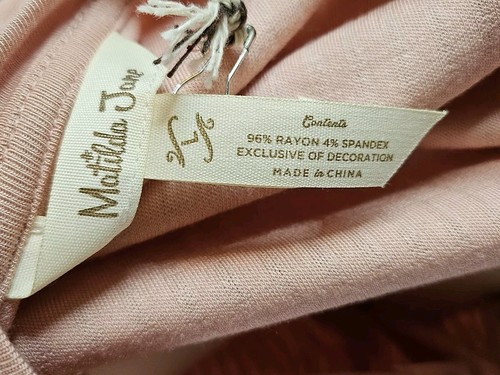 Matilda Jane
L
Contents
96% RAYON 4% SPANDEX
EXCLUSIVE OF DECORATION
MADE in CHINA